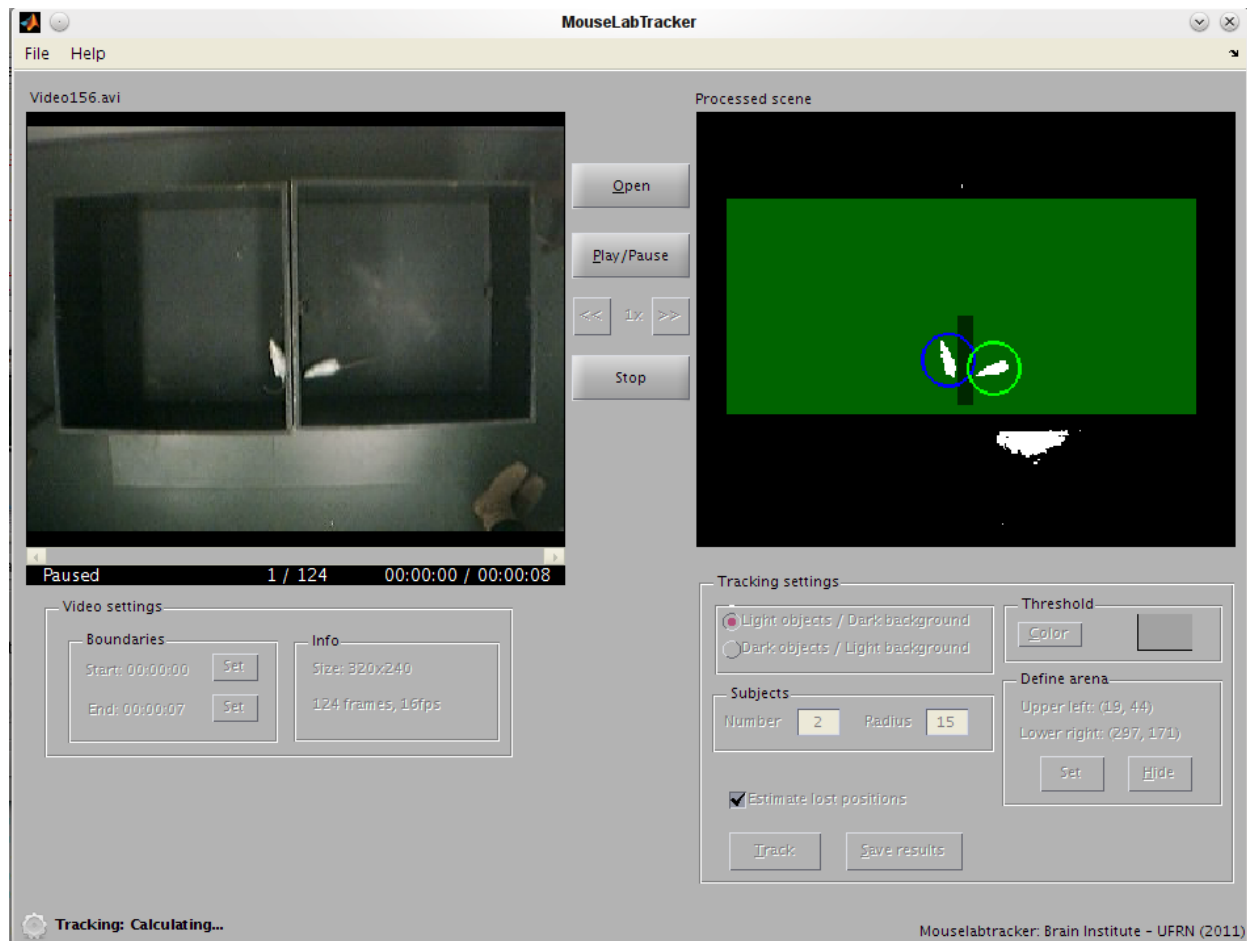 MouseLabTracker
File Help
Video156.avi
Processed scene
Open
Play/Pause
<< 1x >>
Stop
Paused 1 / 124 00:00:00 / 00:00:08
Video settings
Boundaries
Start: 00:00:00 Set
End: 00:00:07 Set
Info
Size: 320x240
124 frames, 16fps
Tracking settings
Light objects / Dark background
Dark objects / Light background
Threshold
Color
Subjects
Number 2 Radius 15
Define arena
Upper left: (19, 44)
Lower right: (297, 171)
Set Hide
Estimate lost positions
Track Save results
Tracking: Calculating...
Mouselabtracker: Brain Institute - UFRN (2011)